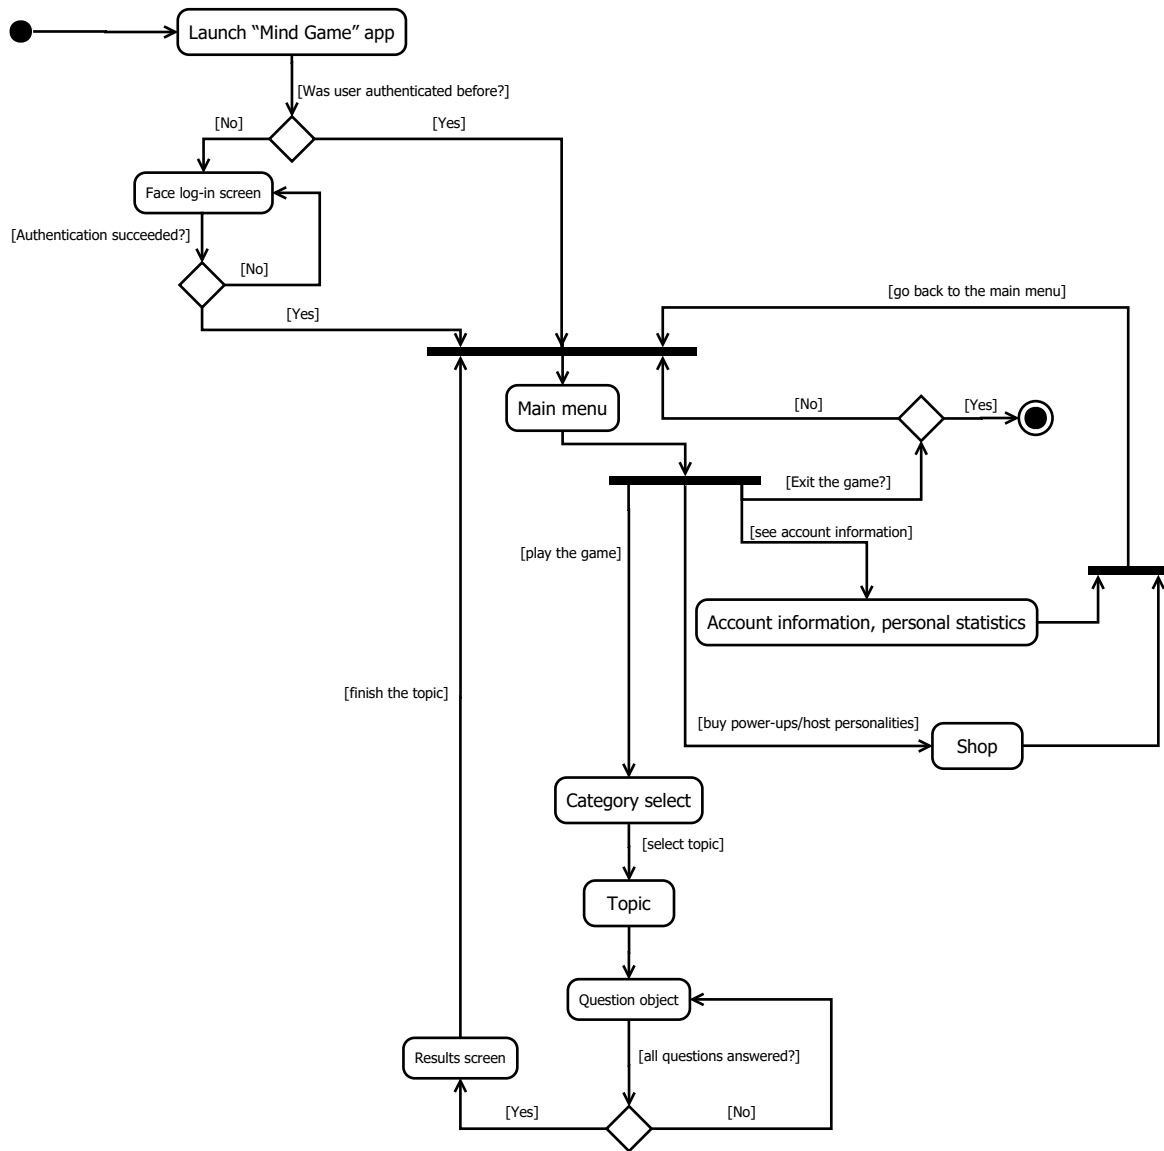 Launch “Mind Game” app
[Was user authenticated before?]
[No]
[Yes]
Face log-in screen
[Authentication succeeded?]
[No]
[Yes]
[go back to the main menu]
Main menu
[No]
[Yes]
[Exit the game?]
[see account information]
[play the game]
Account information, personal statistics
[finish the topic]
[buy power-ups/host personalities]
Shop
Category select
[select topic]
Topic
Question object
Results screen
[all questions answered?]
[Yes]
[No]